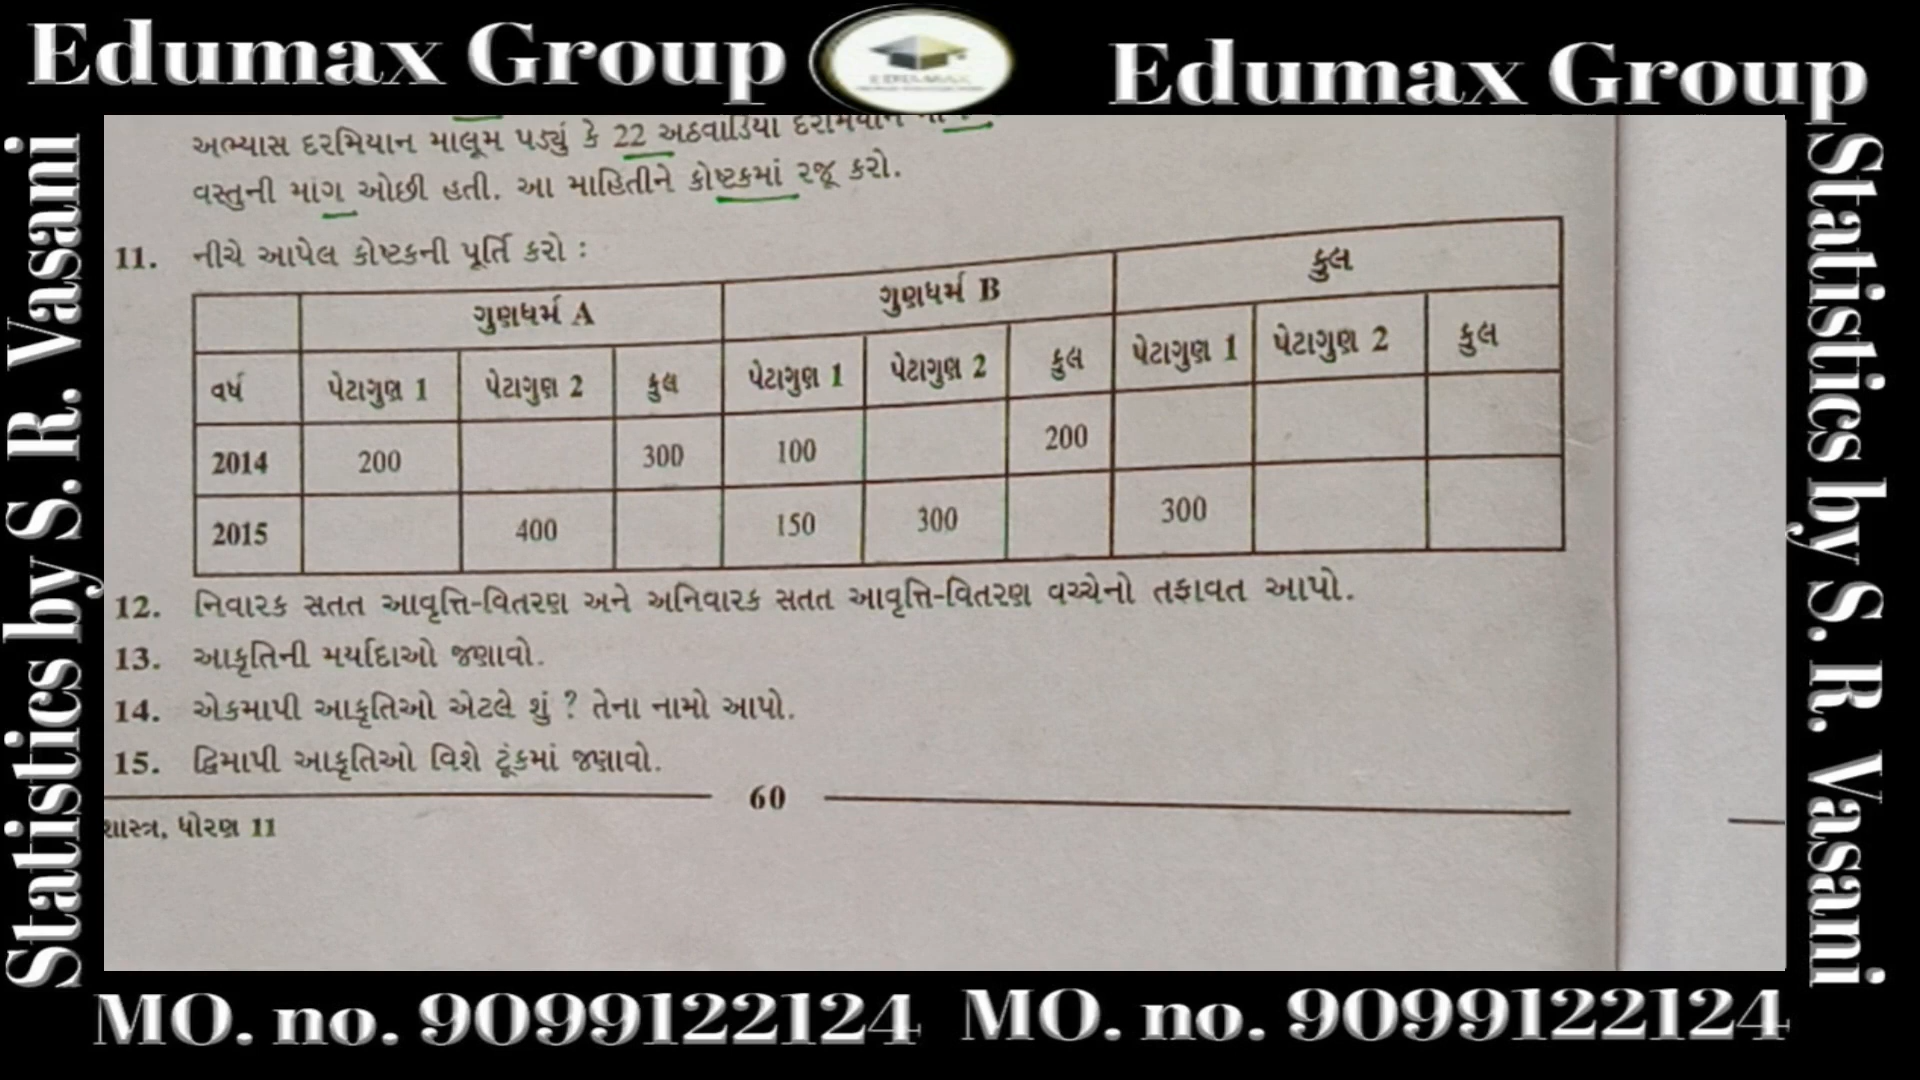 Edumax Group Edumax Group
Statistics by S. R. Vasani
Statistics by S. R. Vasani
EDUMAX
અભ્યાસ દરમિયાન માલૂમ પડ્યું કે 22 અઠવાડિયા દરમિયાન
વસ્તુની માંગ ઓછી હતી. આ માહિતીને કોષ્ટકમાં રજૂ કરો.
11. નીચે આપેલ કોષ્ટકની પૂર્તિ કરો :
ગુણધર્મ A ગુણધર્મ B કુલ
વર્ષ પેટાગુણ 1 પેટાગુણ 2 કુલ પેટાગુણ 1 પેટાગુણ 2 કુલ પેટાગુણ 1 પેટાગુણ 2 કુલ
2014 200 300 100 200
2015 400 150 300 300
12. નિવારક સતત આવૃત્તિ-વિતરણ અને અનિવારક સતત આવૃત્તિ-વિતરણ વચ્ચેનો તફાવત આપો.
13. આકૃતિની મર્યાદાઓ જણાવો.
14. એકમાપી આકૃતિઓ એટલે શું ? તેના નામો આપો.
15. દ્વિમાપી આકૃતિઓ વિશે ટૂંકમાં જણાવો.
60
શાસ્ત્ર, ધોરણ 11
MO. no. 9099122124 MO. no. 9099122124